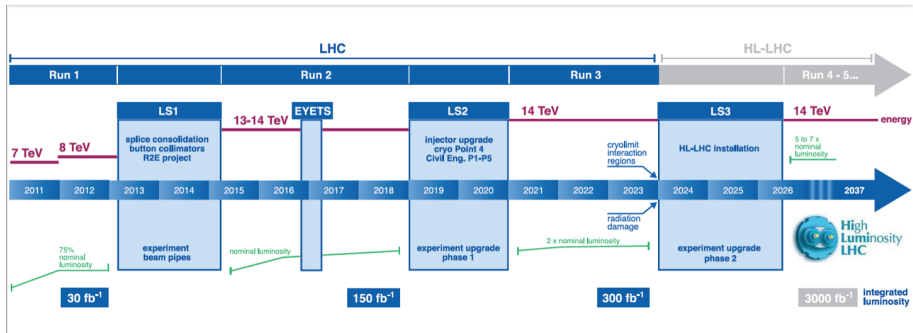 LHC
HL-LHC
Run 1
Run 2
Run 3
Run 4 - 5...
LS1
EYETS
LS2
14 TeV
LS3
14 TeV
13-14 TeV
energy
splice consolidation
button collimators
R2E project
injector upgrade
cryo Point 4
Civil Eng. P1-P5
cryolimit
interaction
regions
HL-LHC installation
5 to 7 x
nominal
luminosity
7 TeV
8 TeV
2011
2012
2013
2014
2015
2016
2017
2018
2019
2020
2021
2022
2023
2024
2025
2026
2037
radiation
damage
75%
nominal
luminosity
experiment
beam pipes
nominal luminosity
experiment upgrade
phase 1
2 x nominal luminosity
experiment upgrade
phase 2
High
Luminosity
LHC
30 fb-1
150 fb-1
300 fb-1
3000 fb-1
integrated
luminosity